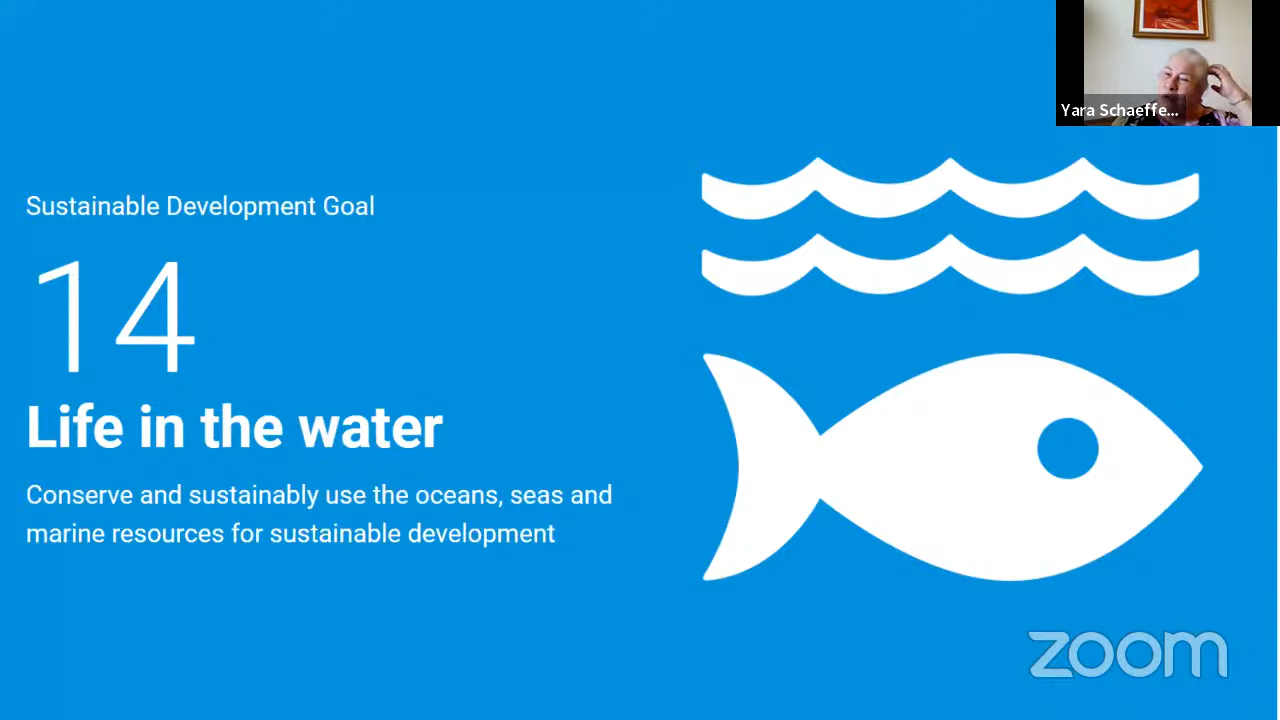 Yara Schaeffe...
Sustainable Development Goal
14
Life in the water
Conserve and sustainably use the oceans, seas and
marine resources for sustainable development
zoom